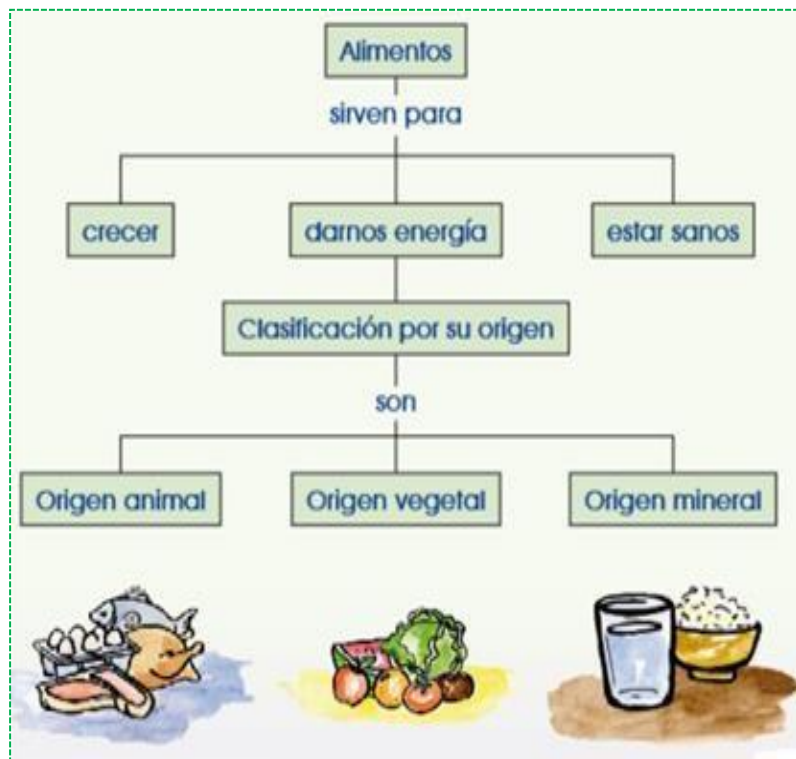 Alimentos
sirven para
crecer
darnos energía
estar sanos
Clasificación por su origen
son
Origen animal
Origen vegetal
Origen mineral